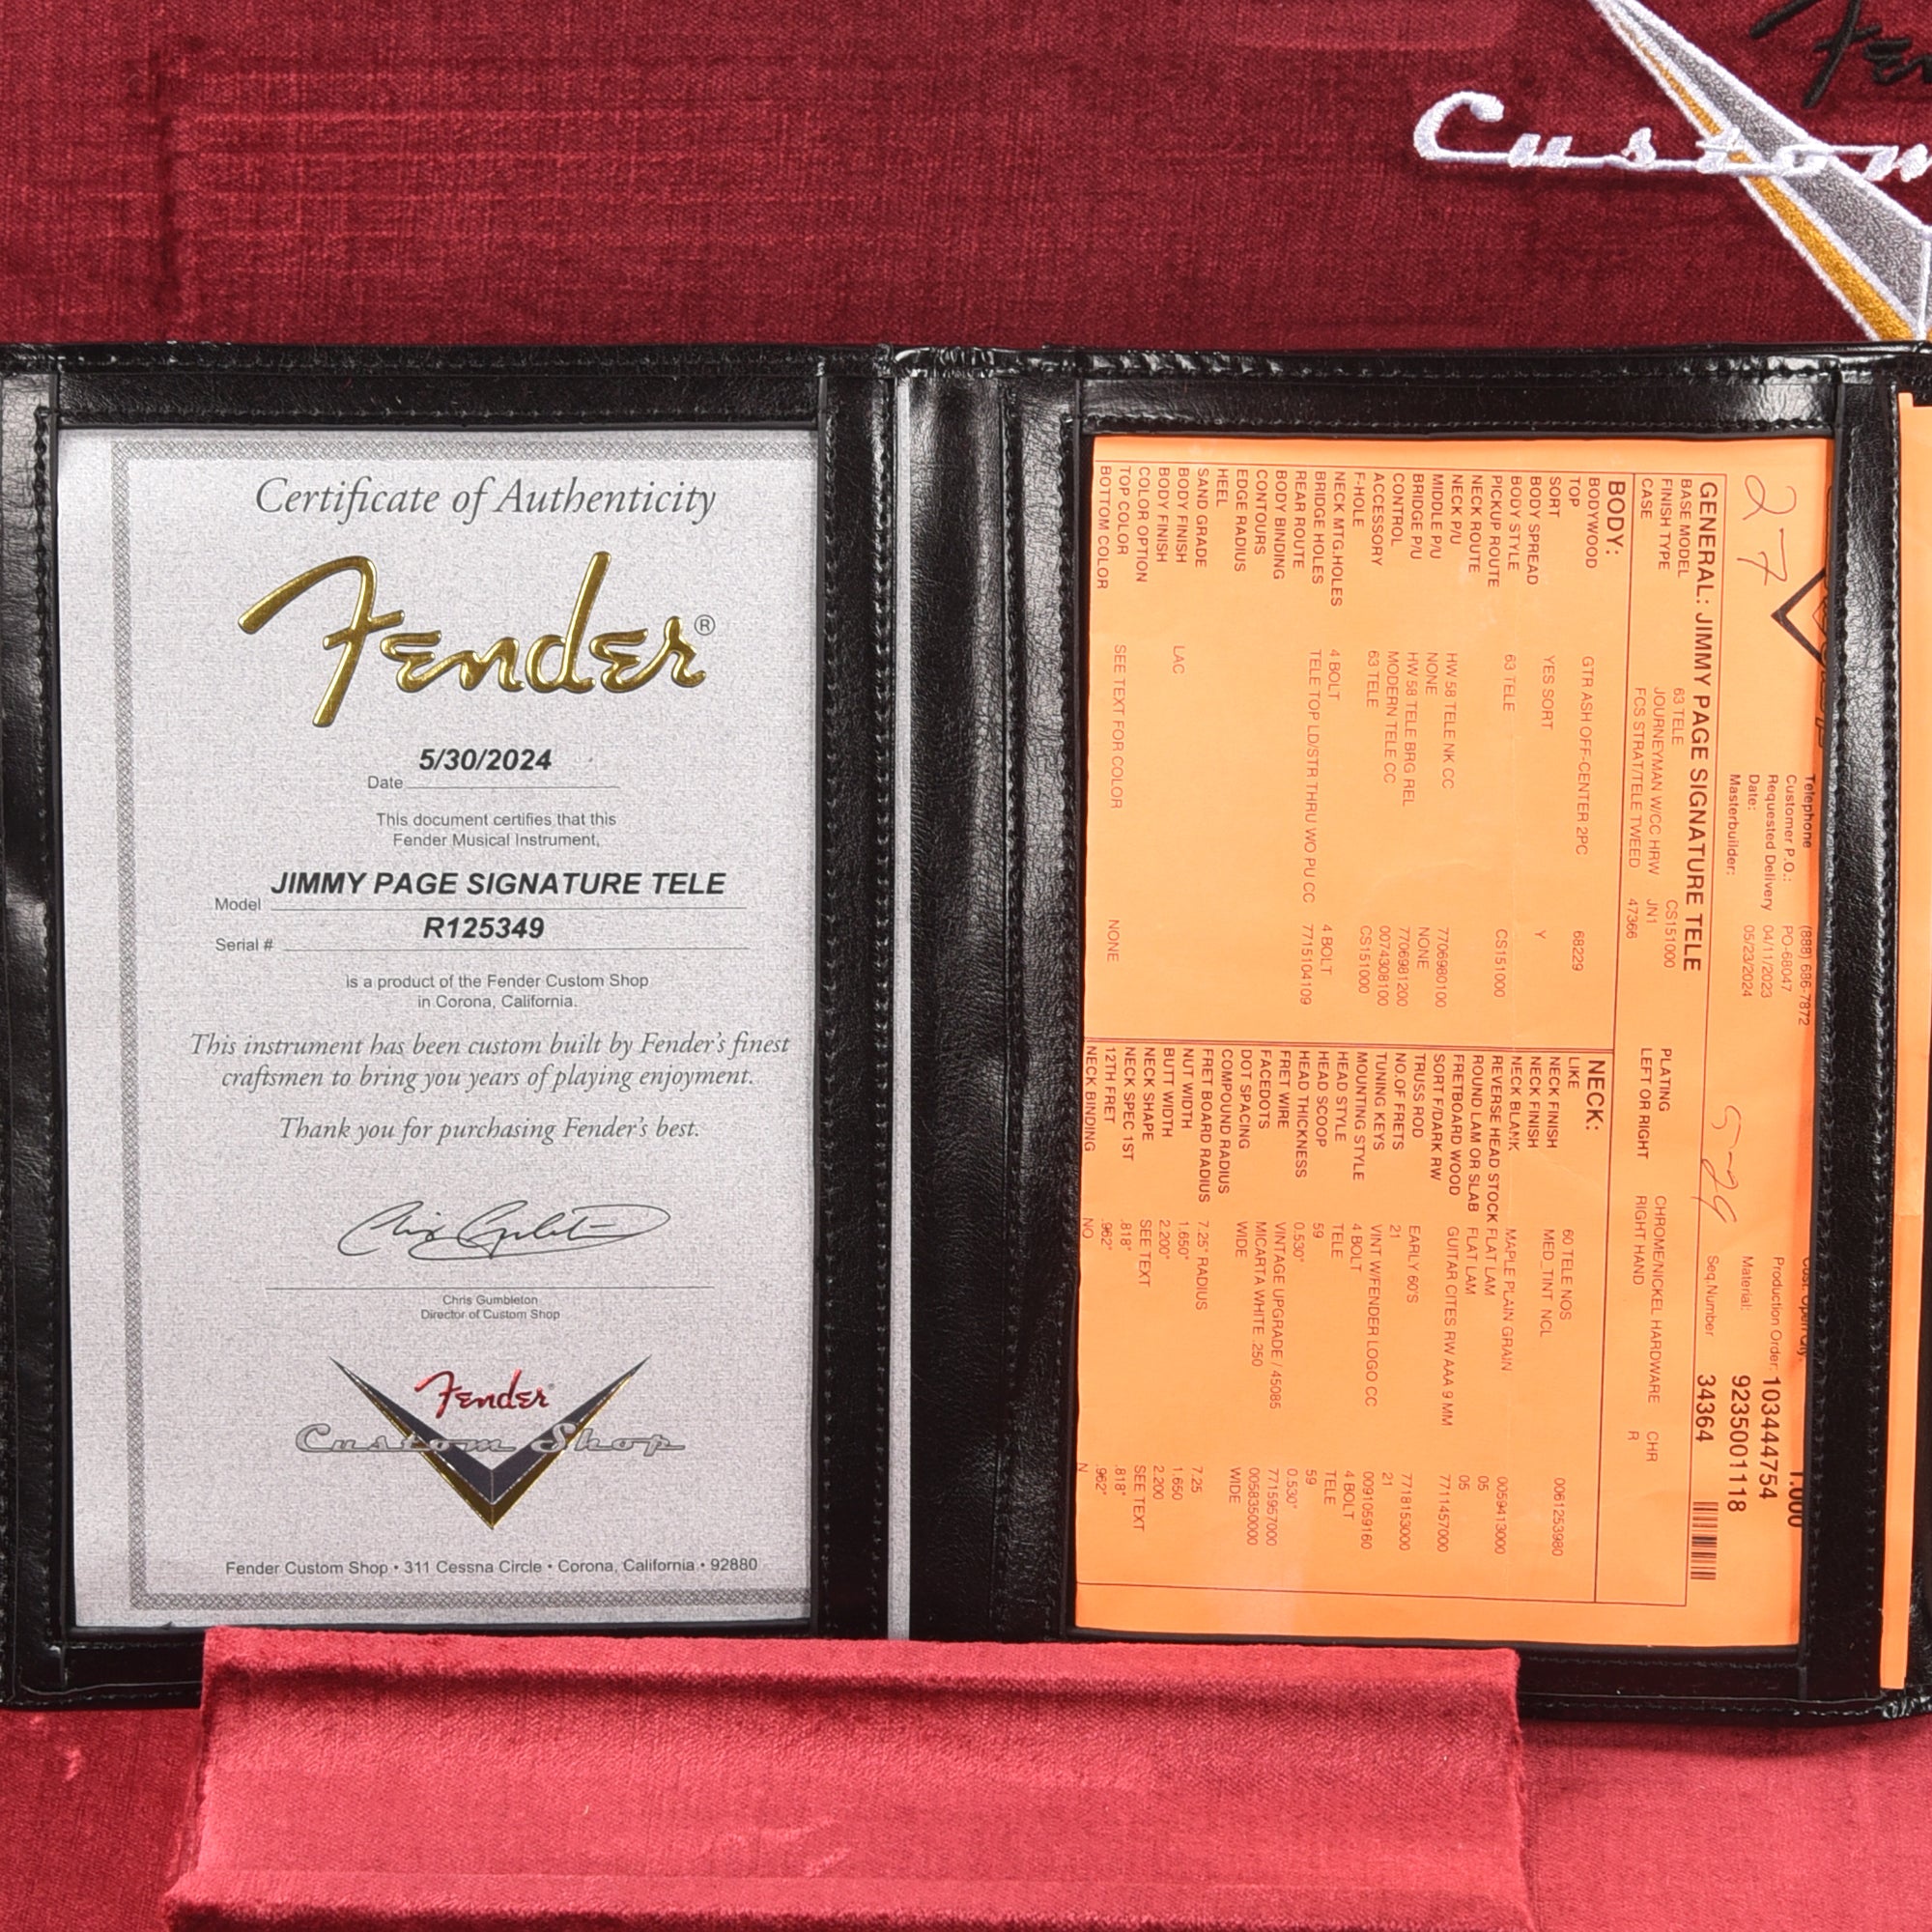 Fen
Custom
Certificate of Authenticity
Fender®
5/30/2024
Date
This document certifies that this
Fender Musical Instrument,
JIMMY PAGE SIGNATURE TELE
Model
R125349
Serial #
is a product of the Fender Custom Shop
in Corona, California.
This instrument has been custom built by Fender's finest
craftsmen to bring you years of playing enjoyment.
Thank you for purchasing Fender's best.
Chris Gumbleton
Director of Custom Shop
Fender
Custom Shop
Fender Custom Shop • 311 Cessna Circle • Corona, California • 92880
27
Telephone (888) 686-7872
Customer P.O.: PO-68047
Requested Delivery 04/11/2023
Date: 05/23/2024
Masterbuilder:
1.000
Production Order: 103444754
Material: 9235001118
Seq.Number 34364
5-29
GENERAL: JIMMY PAGE SIGNATURE TELE
BASE MODEL 63 TELE CS151000 PLATING CHROME/NICKEL HARDWARE CHR
FINISH TYPE JOURNEYMAN W/CC HRW JN1 LEFT OR RIGHT RIGHT HAND R
CASE FCS STRAT/TELE TWEED 47366
BODY:
BODYWOOD GTR ASH OFF-CENTER 2PC 68229
TOP
SORT YES SORT Y
BODY SPREAD
BODY STYLE 63 TELE CS151000
PICKUP ROUTE
NECK ROUTE
NECK P/U HW 58 TELE NK CC 7706980100
MIDDLE P/U NONE NONE
BRIDGE P/U HW 58 TELE BRG REL 7706981200
CONTROL MODERN TELE CC 0074308100
ACCESSORY 63 TELE CS151000
F-HOLE
NECK MTG.HOLES 4 BOLT 4 BOLT
BRIDGE HOLES TELE TOP LD/STR THRU WO PU CC 7715104109
REAR ROUTE
BODY BINDING
CONTOURS
EDGE RADIUS
HEEL
SAND GRADE
BODY FINISH LAC
BODY FINISH
COLOR OPTION
TOP COLOR SEE TEXT FOR COLOR NONE
BOTTOM COLOR
NECK:
LIKE 60 TELE NOS 0061253980
NECK FINISH MED_TINT_NCL
NECK FINISH
NECK BLANK MAPLE PLAIN GRAIN 0059413000
REVERSE HEAD STOCK FLAT LAM 05
ROUND LAM OR SLAB FLAT LAM 05
FRETBOARD WOOD GUITAR CITES RW AAA 9 MM 7711457000
SORT F/DARK RW
TRUSS ROD EARLY 60'S 7718153000
NO.OF FRETS 21 21
TUNING KEYS VINT W/FENDER LOGO CC 0091059160
MOUNTING STYLE 4 BOLT 4 BOLT
HEAD STYLE TELE TELE
HEAD SCOOP 59 59
HEAD THICKNESS 0.530" 0.530"
FRET WIRE VINTAGE UPGRADE / 45085 7715957000
FACEDOTS MICARTA WHITE .250 0058350000
DOT SPACING WIDE WIDE
COMPOUND RADIUS
FRET BOARD RADIUS 7.25" RADIUS 7.25
NUT WIDTH 1.650" 1.650
BUTT WIDTH 2.200" 2.200
NECK SHAPE SEE TEXT SEE TEXT
NECK SPEC 1ST .818" .818"
12TH FRET .962" .962"
NECK BINDING NO N